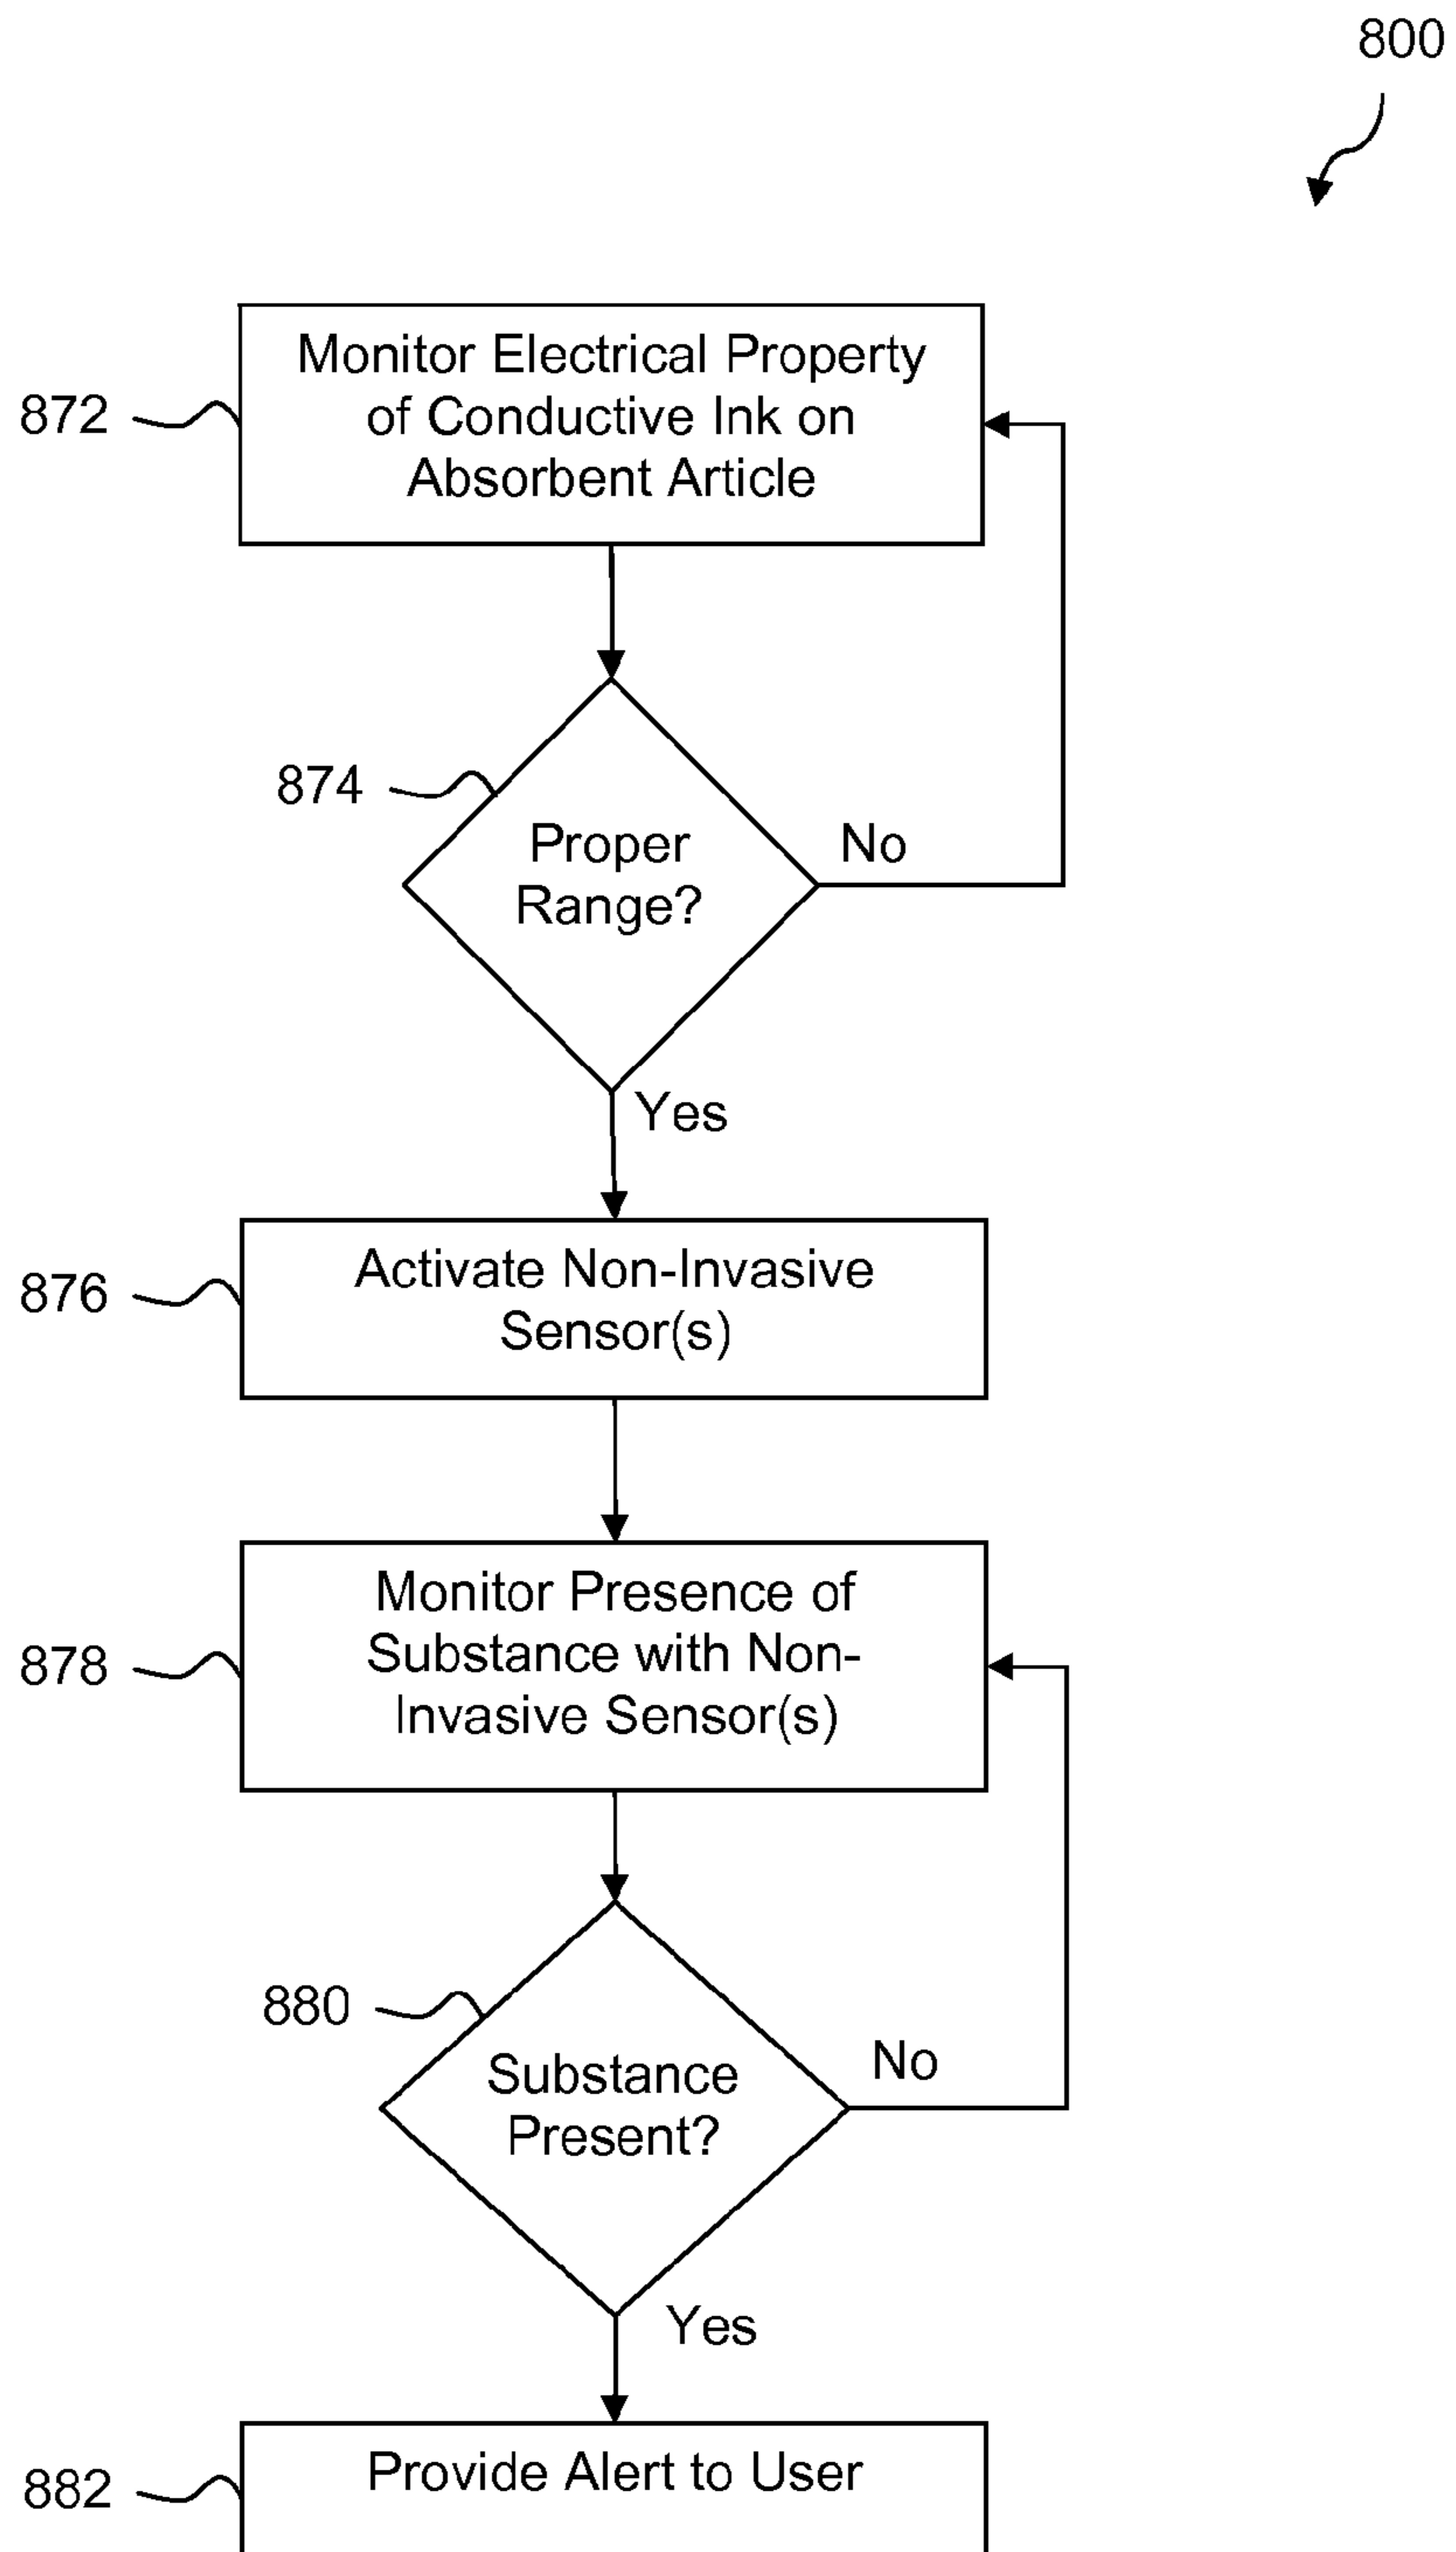 800
872
Monitor Electrical Property
of Conductive Ink on
Absorbent Article
874
Proper
Range?
No
Yes
876
Activate Non-Invasive
Sensor(s)
878
Monitor Presence of
Substance with Non-
Invasive Sensor(s)
880
Substance
Present?
No
Yes
882
Provide Alert to User